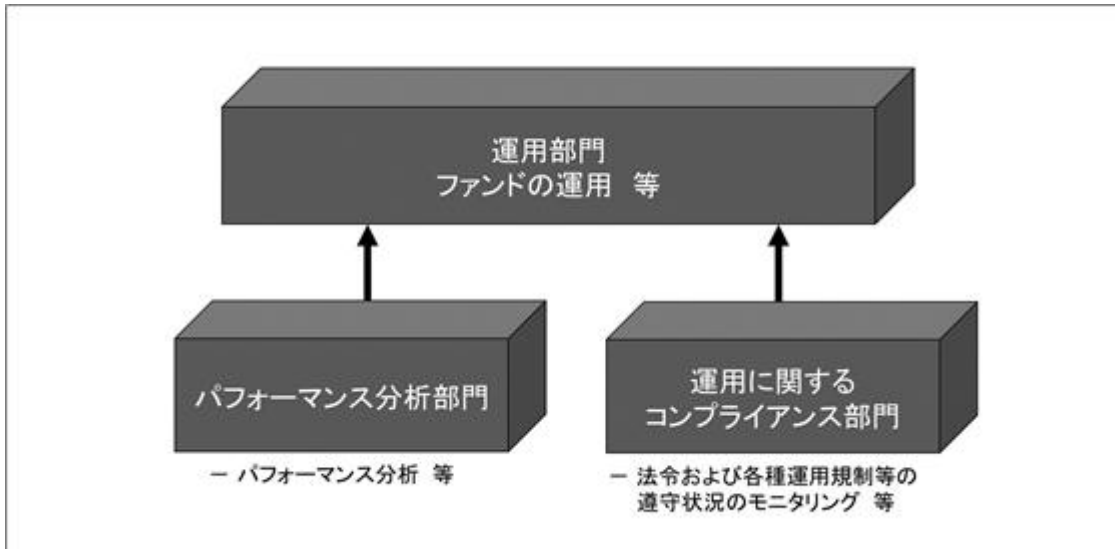 運用部門
ファンドの運用 等
パフォーマンス分析部門
－ パフォーマンス分析 等
運用に関する
コンプライアンス部門
－ 法令および各種運用規制等の
遵守状況のモニタリング 等